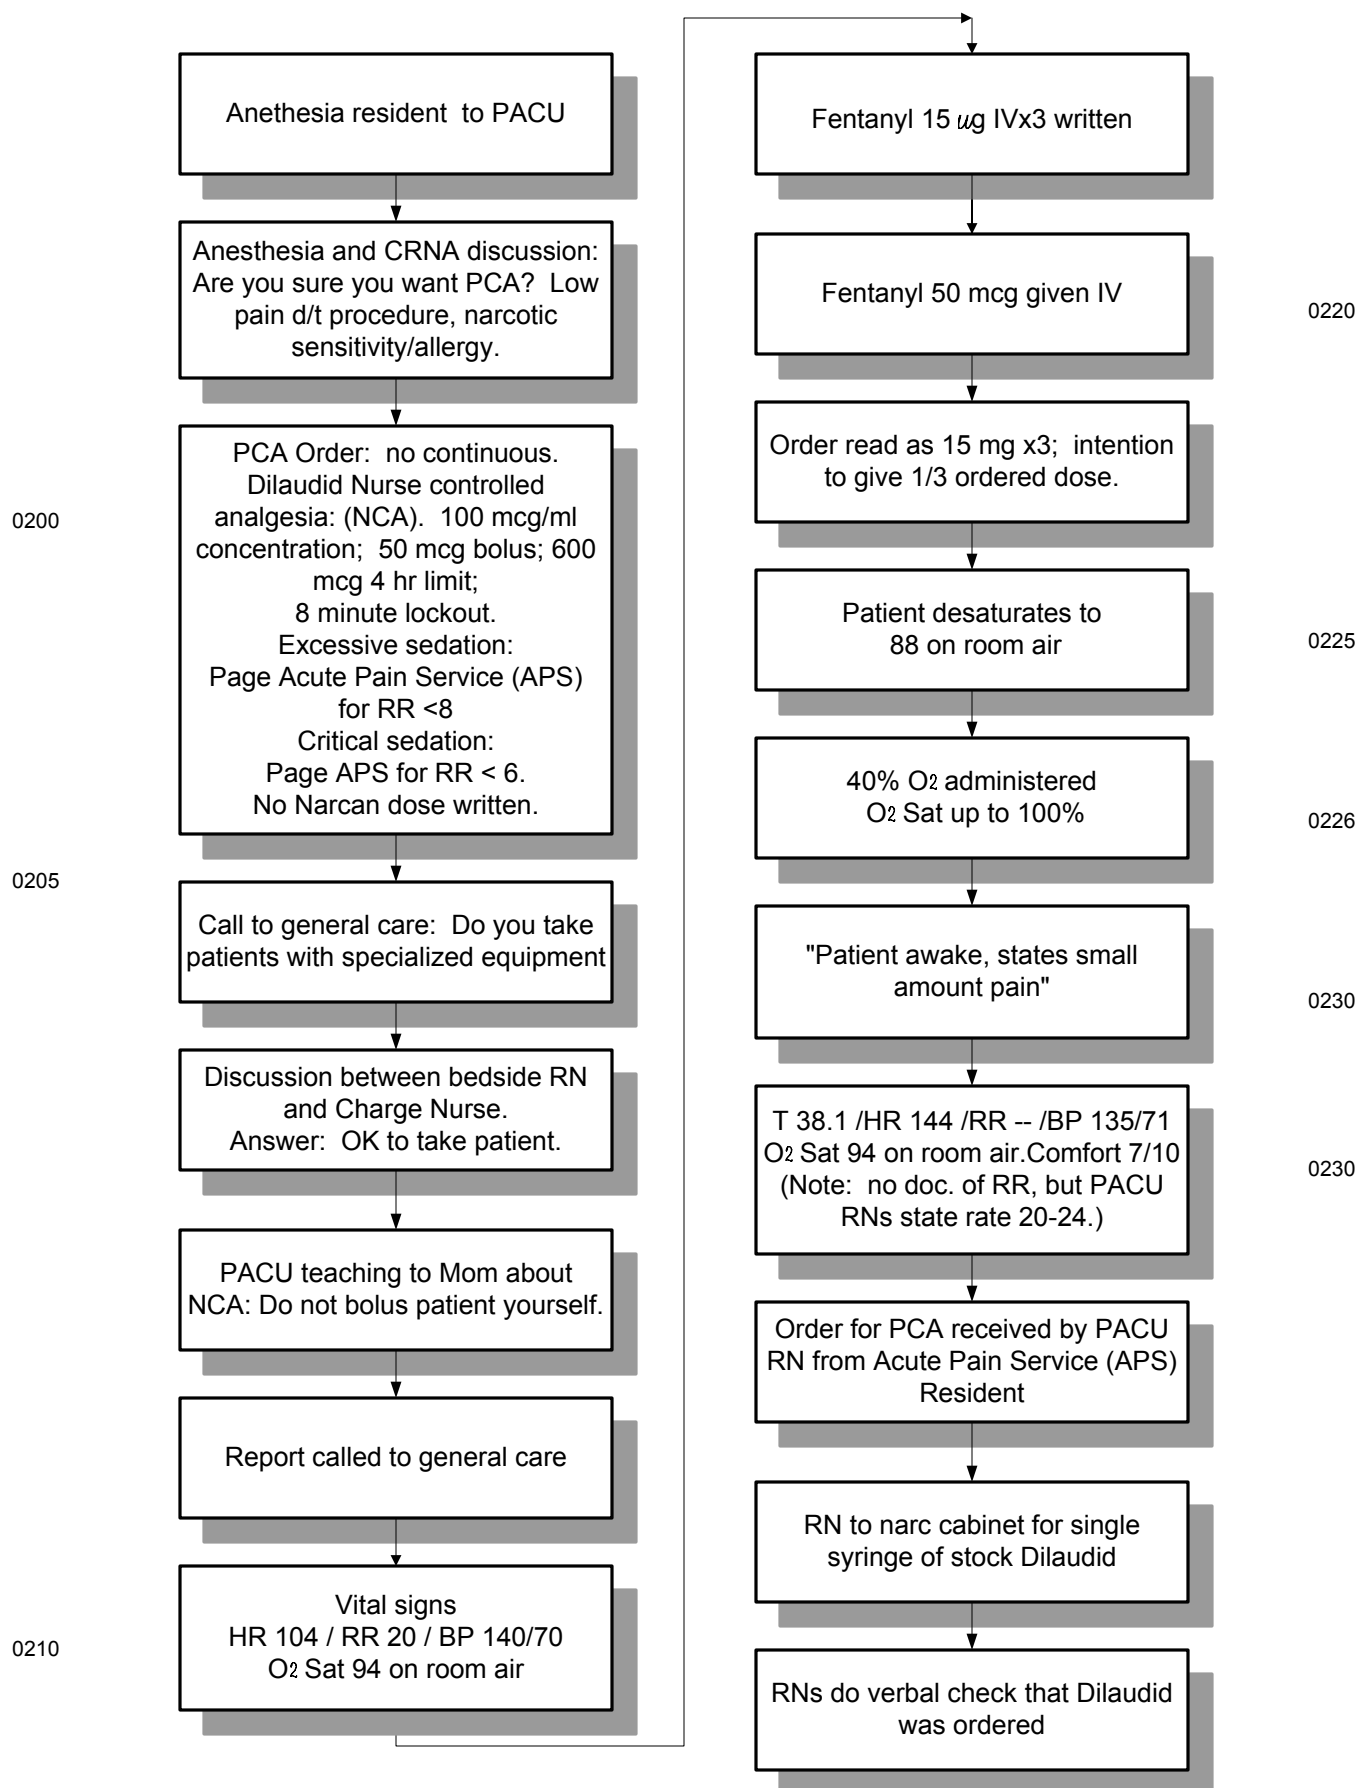 Anethesia resident to PACU
Anesthesia and CRNA discussion:
Are you sure you want PCA? Low
pain d/t procedure, narcotic
sensitivity/allergy.
0200
PCA Order: no continuous.
Dilaudid Nurse controlled
analgesia: (NCA). 100 mcg/ml
concentration; 50 mcg bolus; 600
mcg 4 hr limit;
8 minute lockout.
Excessive sedation:
Page Acute Pain Service (APS)
for RR <8
Critical sedation:
Page APS for RR < 6.
No Narcan dose written.
0205
Call to general care: Do you take
patients with specialized equipment
Discussion between bedside RN
and Charge Nurse.
Answer: OK to take patient.
PACU teaching to Mom about
NCA: Do not bolus patient yourself.
Report called to general care
0210
Vital signs
HR 104 / RR 20 / BP 140/70
O2 Sat 94 on room air
Fentanyl 15 ug IVx3 written
Fentanyl 50 mcg given IV
0220
Order read as 15 mg x3; intention
to give 1/3 ordered dose.
Patient desaturates to
88 on room air
0225
40% O2 administered
O2 Sat up to 100%
0226
"Patient awake, states small
amount pain"
0230
T 38.1 /HR 144 /RR -- /BP 135/71
O2 Sat 94 on room air.Comfort 7/10
(Note: no doc. of RR, but PACU
RNs state rate 20-24.)
0230
Order for PCA received by PACU
RN from Acute Pain Service (APS)
Resident
RN to narc cabinet for single
syringe of stock Dilaudid
RNs do verbal check that Dilaudid
was ordered